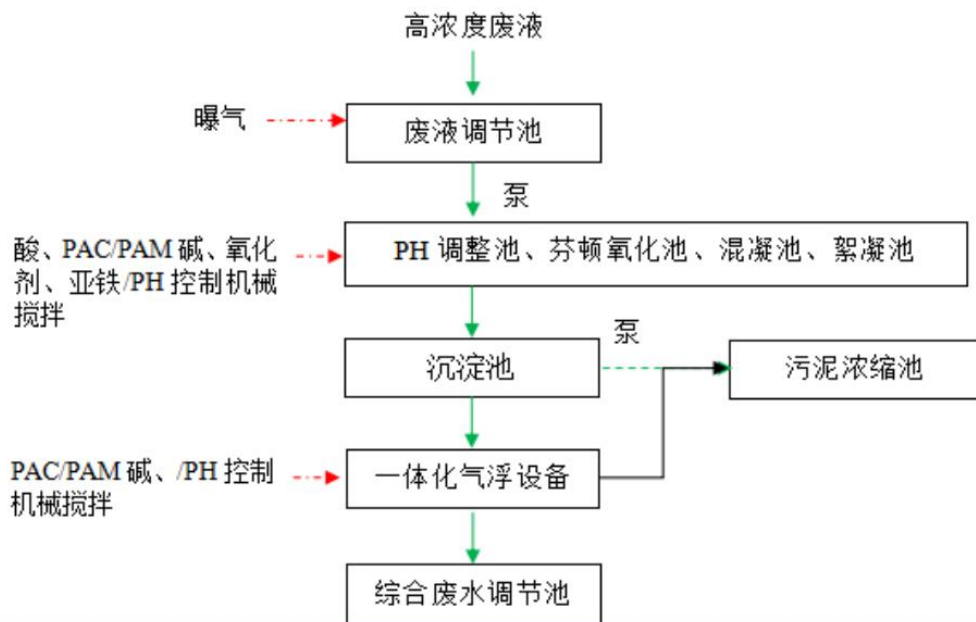 高浓度废液
曝气
废液调节池
泵
酸、PAC/PAM 碱、氧化
剂、亚铁/PH 控制机械
搅拌
PH 调整池、芬顿氧化池、混凝池、絮凝池
泵
沉淀池
污泥浓缩池
PAC/PAM 碱、/PH 控制
机械搅拌
一体化气浮设备
综合废水调节池